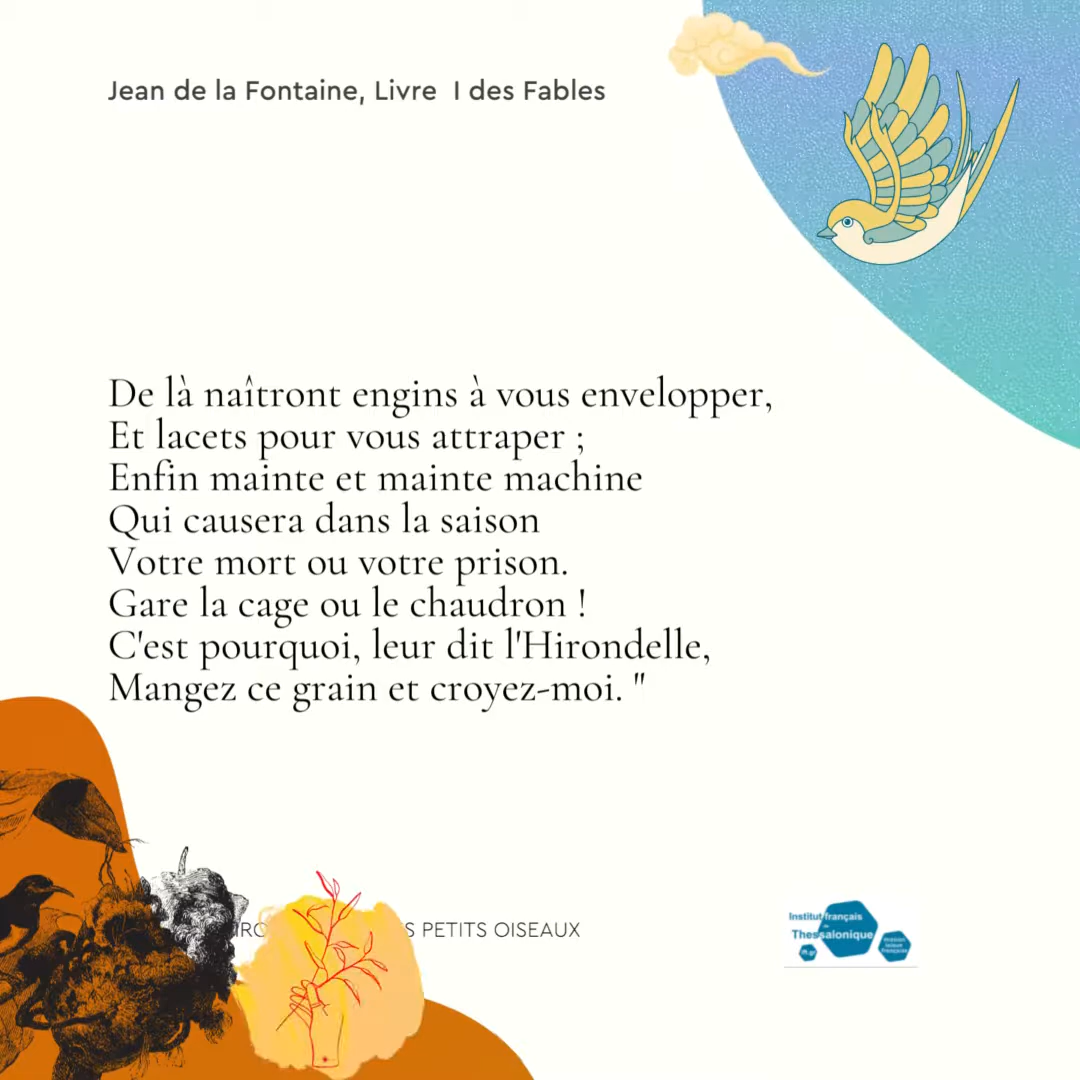 Jean de la Fontaine, Livre I des Fables
De là naîtront engins à vous envelopper,
Et lacets pour vous attraper ;
Enfin mainte et mainte machine
Qui causera dans la saison
Votre mort ou votre prison.
Gare la cage ou le chaudron !
C'est pourquoi, leur dit l'Hirondelle,
Mangez ce grain et croyez-moi. "
PETITS OISEAUX
Institut français
Thessalonique